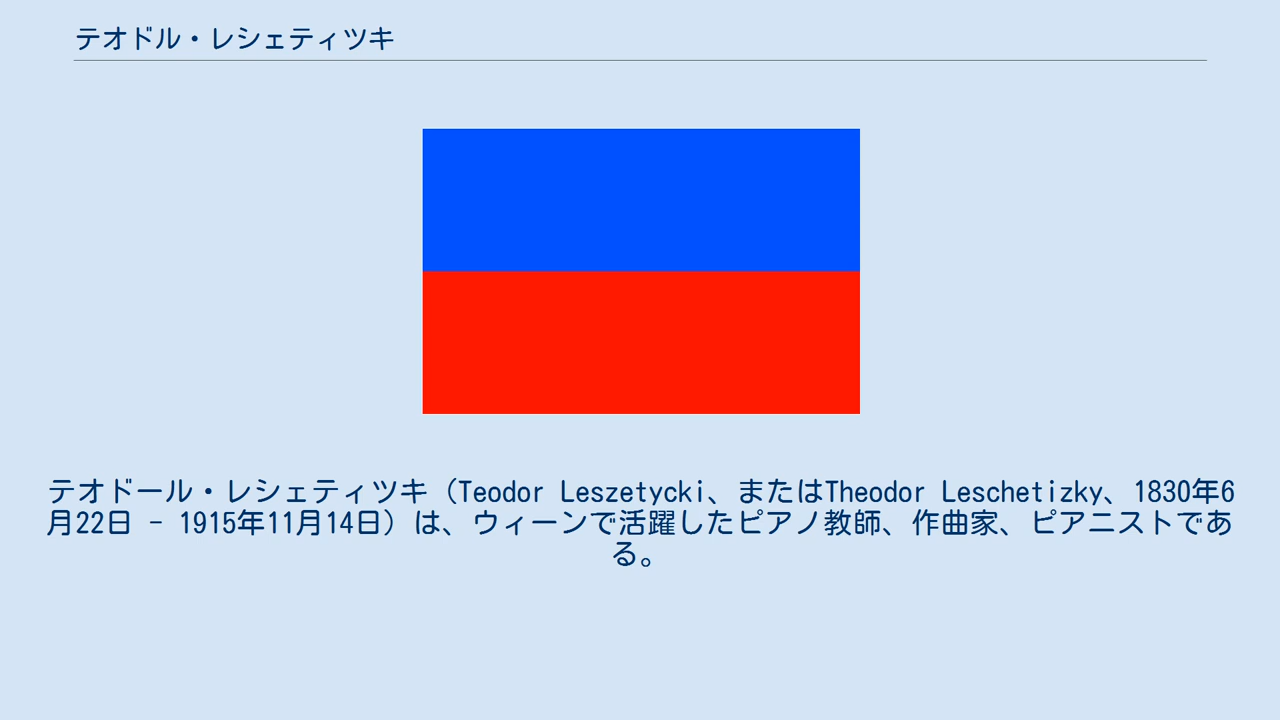 テオドル・レシェティツキ
テオドール・レシェティツキ（Teodor Leszetycki、またはTheodor Leschetizky、1830年6
月22日 - 1915年11月14日）は、ウィーンで活躍したピアノ教師、作曲家、ピアニストであ
る。